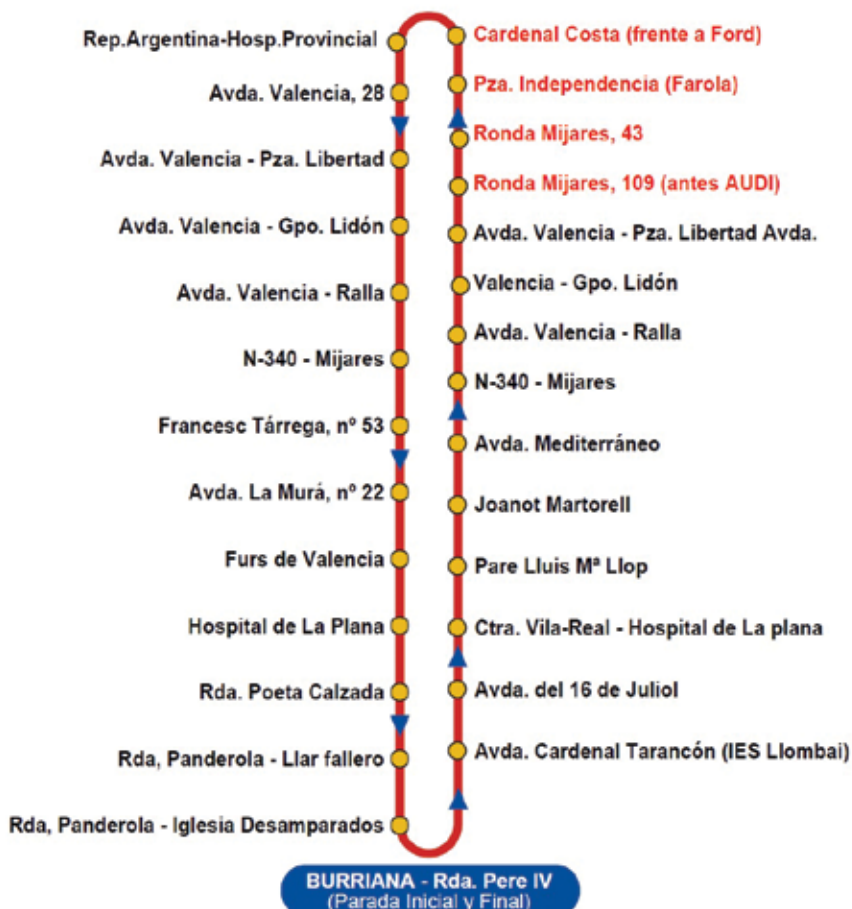 Rep.Argentina-Hosp.Provincial
Avda. Valencia, 28
Avda. Valencia - Pza. Libertad
Avda. Valencia - Gpo. Lidón
Avda. Valencia - Ralla
N-340 - Mijares
Francesc Tárrega, nº 53
Avda. La Murá, nº 22
Furs de Valencia
Hospital de La Plana
Rda. Poeta Calzada
Rda, Panderola - Llar fallero
Rda, Panderola - Iglesia Desamparados
Cardenal Costa (frente a Ford)
Pza. Independencia (Farola)
Ronda Mijares, 43
Ronda Mijares, 109 (antes AUDI)
Avda. Valencia - Pza. Libertad Avda.
Valencia - Gpo. Lidón
Avda. Valencia - Ralla
N-340 - Mijares
Avda. Mediterráneo
Joanot Martorell
Pare Lluis Mª Llop
Ctra. Vila-Real - Hospital de La plana
Avda. del 16 de Juliol
Avda. Cardenal Tarancón (IES Llombai)
BURRIANA - Rda. Pere IV
(Parada Inicial y Final)